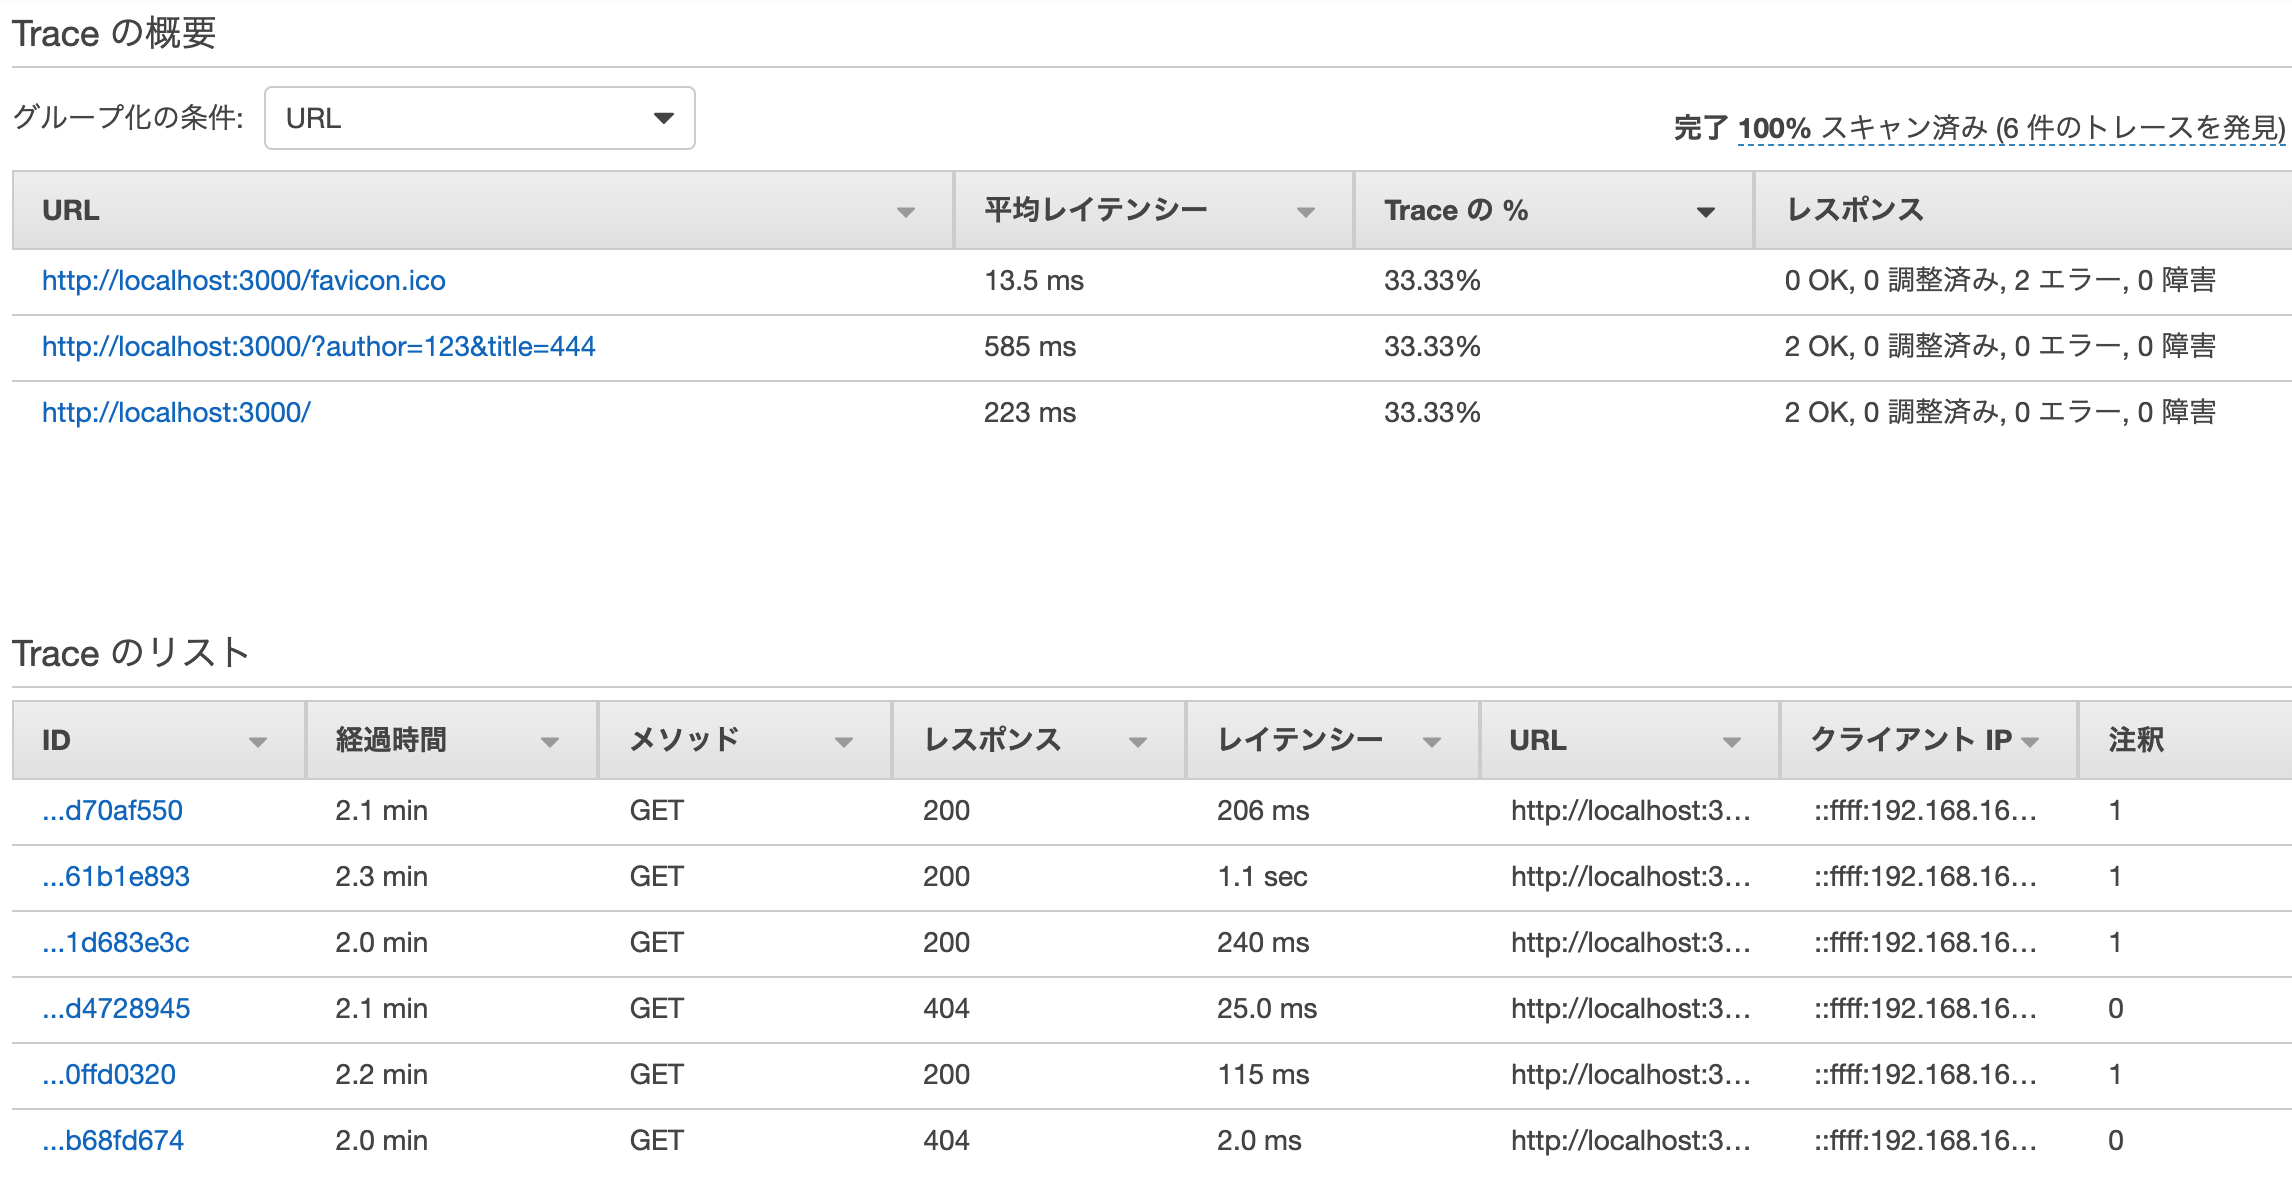 Trace の概要
グループ化の条件: URL
完了 100% スキャン済み (6 件のトレースを発見)
URL 平均レイテンシー Trace の % レスポンス
http://localhost:3000/favicon.ico 13.5 ms 33.33% 0 OK, 0 調整済み, 2 エラー, 0 障害
http://localhost:3000/?author=123&title=444 585 ms 33.33% 2 OK, 0 調整済み, 0 エラー, 0 障害
http://localhost:3000/ 223 ms 33.33% 2 OK, 0 調整済み, 0 エラー, 0 障害
Trace のリスト
ID 経過時間 メソッド レスポンス レイテンシー URL クライアント IP 注釈
...d70af550 2.1 min GET 200 206 ms http://localhost:3... ::ffff:192.168.16... 1
...61b1e893 2.3 min GET 200 1.1 sec http://localhost:3... ::ffff:192.168.16... 1
...1d683e3c 2.0 min GET 200 240 ms http://localhost:3... ::ffff:192.168.16... 1
...d4728945 2.1 min GET 404 25.0 ms http://localhost:3... ::ffff:192.168.16... 0
...0ffd0320 2.2 min GET 200 115 ms http://localhost:3... ::ffff:192.168.16... 1
...b68fd674 2.0 min GET 404 2.0 ms http://localhost:3... ::ffff:192.168.16... 0